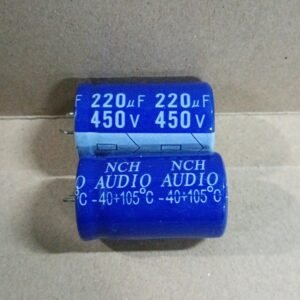 F 220µF 220µF
450V 450V
NCH NCH
O AUDIO AUDIO
°C -40+105°C -40+105°C